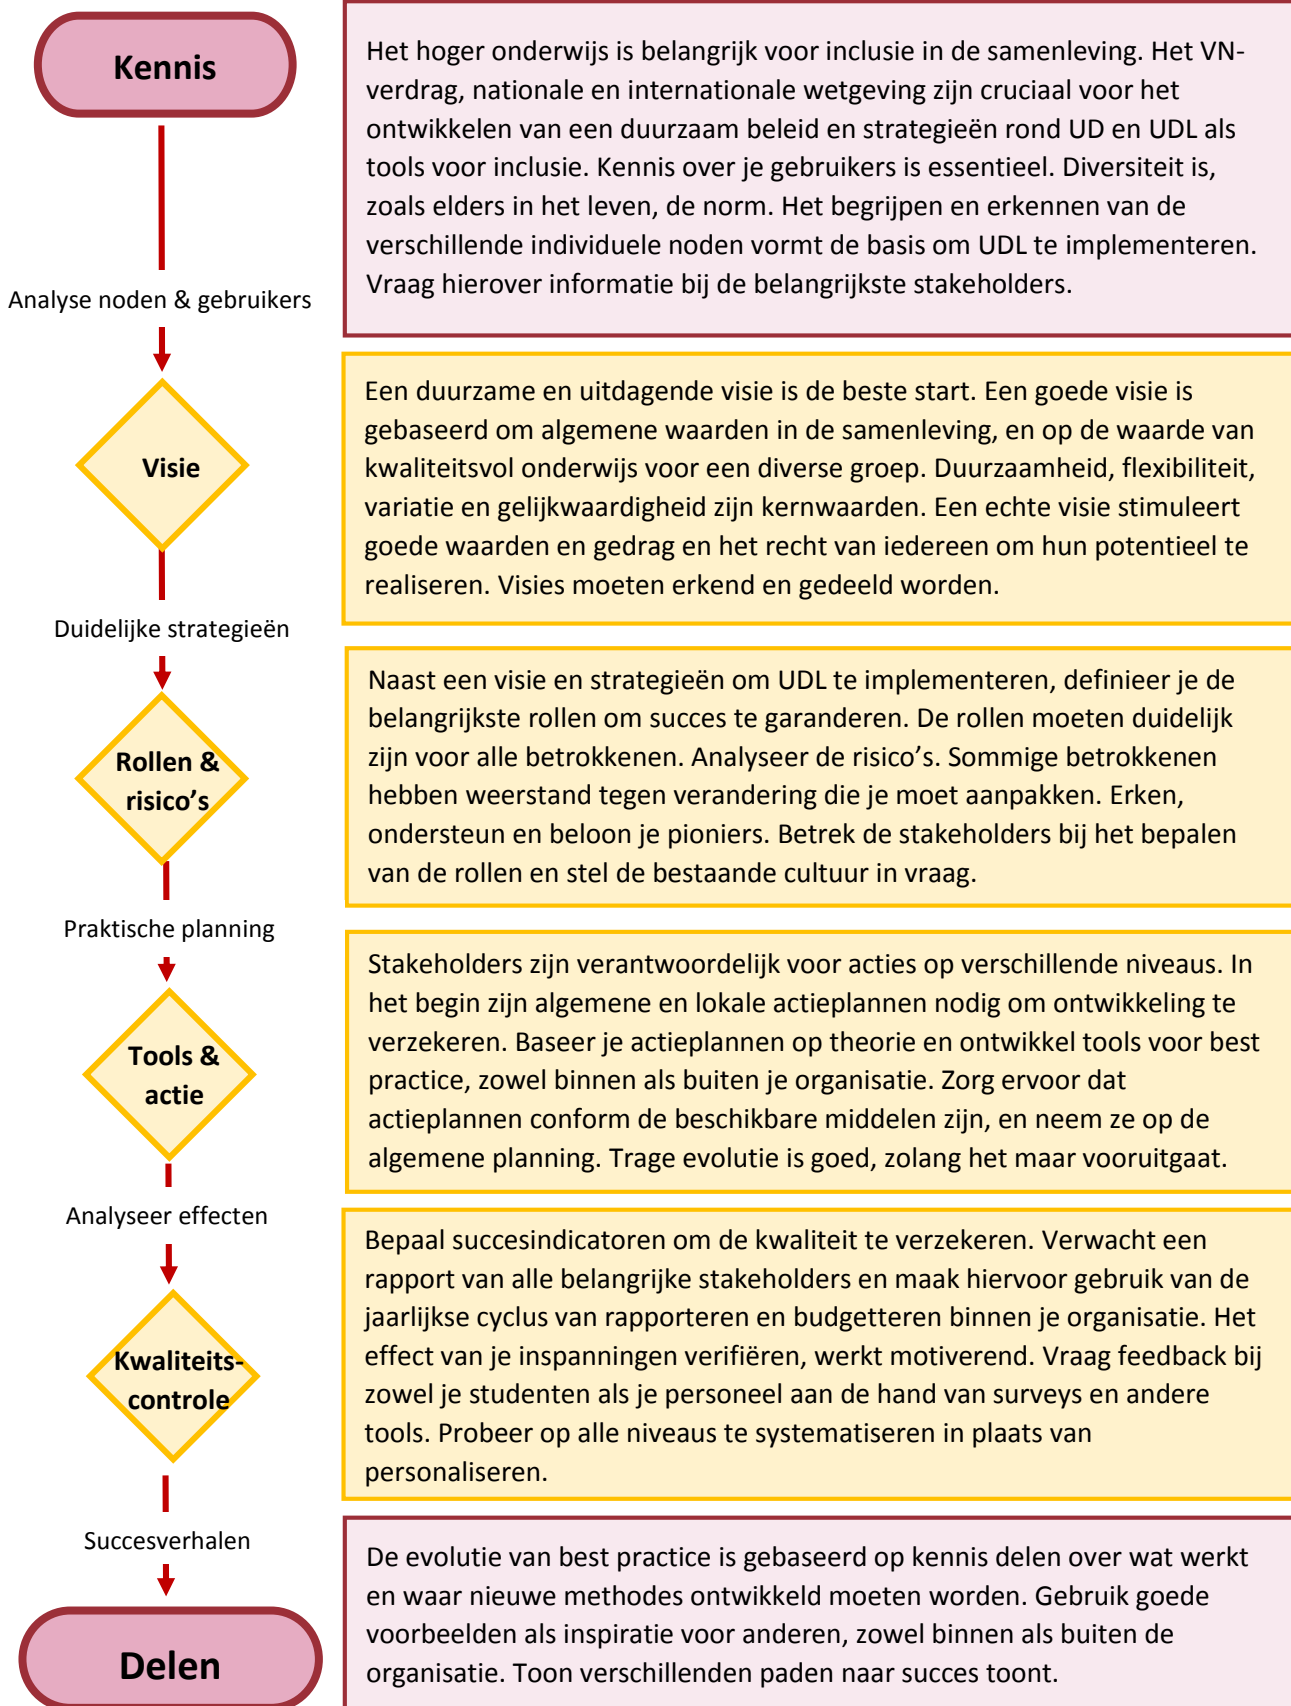 Kennis
Het hoger onderwijs is belangrijk voor inclusie in de samenleving. Het VN-
verdrag, nationale en internationale wetgeving zijn cruciaal voor het
ontwikkelen van een duurzaam beleid en strategieën rond UD en UDL als
tools voor inclusie. Kennis over je gebruikers is essentieel. Diversiteit is,
zoals elders in het leven, de norm. Het begrijpen en erkennen van de
verschillende individuele noden vormt de basis om UDL te implementeren.
Vraag hierover informatie bij de belangrijkste stakeholders.
Analyse noden & gebruikers
Visie
Een duurzame en uitdagende visie is de beste start. Een goede visie is
gebaseerd om algemene waarden in de samenleving, en op de waarde van
kwaliteitsvol onderwijs voor een diverse groep. Duurzaamheid, flexibiliteit,
variatie en gelijkwaardigheid zijn kernwaarden. Een echte visie stimuleert
goede waarden en gedrag en het recht van iedereen om hun potentieel te
realiseren. Visies moeten erkend en gedeeld worden.
Duidelijke strategieën
Rollen &
risico's
Naast een visie en strategieën om UDL te implementeren, definieer je de
belangrijkste rollen om succes te garanderen. De rollen moeten duidelijk
zijn voor alle betrokkenen. Analyseer de risico's. Sommige betrokkenen
hebben weerstand tegen verandering die je moet aanpakken. Erken,
ondersteun en beloon je pioniers. Betrek de stakeholders bij het bepalen
van de rollen en stel de bestaande cultuur in vraag.
Praktische planning
Tools &
actie
Stakeholders zijn verantwoordelijk voor acties op verschillende niveaus. In
het begin zijn algemene en lokale actieplannen nodig om ontwikkeling te
verzekeren. Baseer je actieplannen op theorie en ontwikkel tools voor best
practice, zowel binnen als buiten je organisatie. Zorg ervoor dat
actieplannen conform de beschikbare middelen zijn, en neem ze op de
algemene planning. Trage evolutie is goed, zolang het maar vooruitgaat.
Analyseer effecten
Kwaliteits-
controle
Bepaal succesindicatoren om de kwaliteit te verzekeren. Verwacht een
rapport van alle belangrijke stakeholders en maak hiervoor gebruik van de
jaarlijkse cyclus van rapporteren en budgetteren binnen je organisatie. Het
effect van je inspanningen verifiëren, werkt motiverend. Vraag feedback bij
zowel je studenten als je personeel aan de hand van surveys en andere
tools. Probeer op alle niveaus te systematiseren in plaats van
personaliseren.
Succesverhalen
Delen
De evolutie van best practice is gebaseerd op kennis delen over wat werkt
en waar nieuwe methodes ontwikkeld moeten worden. Gebruik goede
voorbeelden als inspiratie voor anderen, zowel binnen als buiten de
organisatie. Toon verschillenden paden naar succes toont.